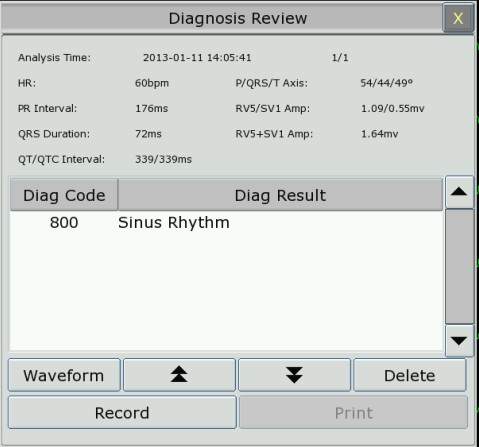 Diagnosis Review X
Analysis Time: 2013-01-11 14:05:41 1/1
HR: 60bpm P/QRS/T Axis: 54/44/49°
PR Interval: 176ms RV5/SV1 Amp: 1.09/0.55mv
QRS Duration: 72ms RV5+SV1 Amp: 1.64mv
QT/QTC Interval: 339/339ms
Diag Code Diag Result
800 Sinus Rhythm
Waveform Delete
Record Print